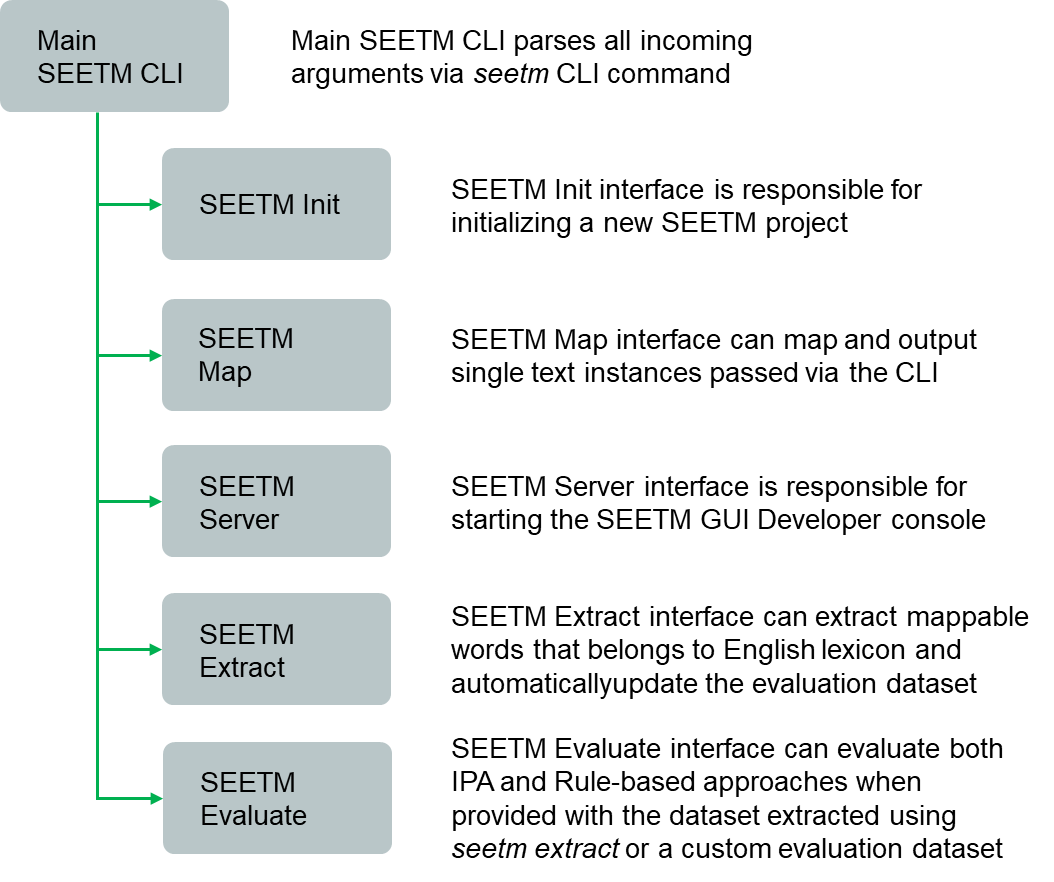 Main
SEETM CLI
Main SEETM CLI parses all incoming
arguments via seetm CLI command
SEETM Init
SEETM Init interface is responsible for
initializing a new SEETM project
SEETM
Map
SEETM Map interface can map and output
single text instances passed via the CLI
SEETM
Server
SEETM Server interface is responsible for
starting the SEETM GUI Developer console
SEETM
Extract
SEETM Extract interface can extract mappable
words that belongs to English lexicon and
automaticallyupdate the evaluation dataset
SEETM
Evaluate
SEETM Evaluate interface can evaluate both
IPA and Rule-based approaches when
provided with the dataset extracted using
seetm extract or a custom evaluation dataset